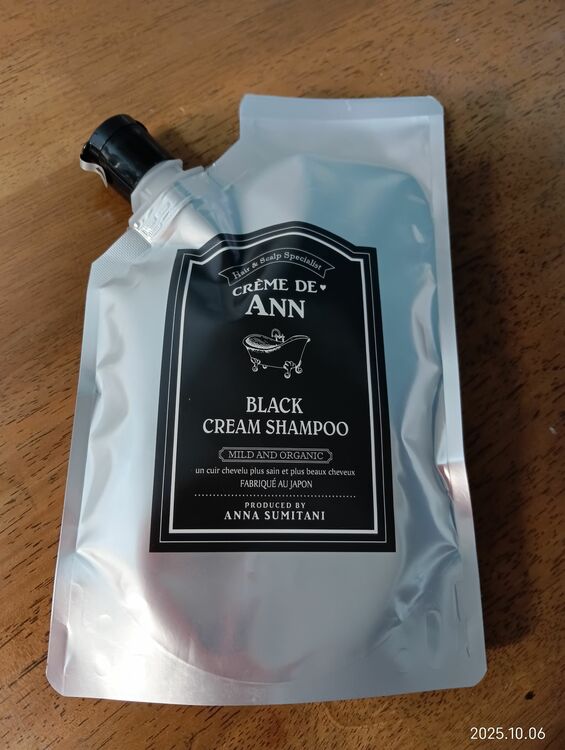 Hair & Scalp Specialist
CRÈME DE♥
ANN
BLACK
CREAM SHAMPOO
MILD AND ORGANIC
un cuir chevelu plus sain et plus beaux cheveux
FABRIQUÉ AU JAPON
PRODUCED BY
ANNA SUMITANI
2025.10.06